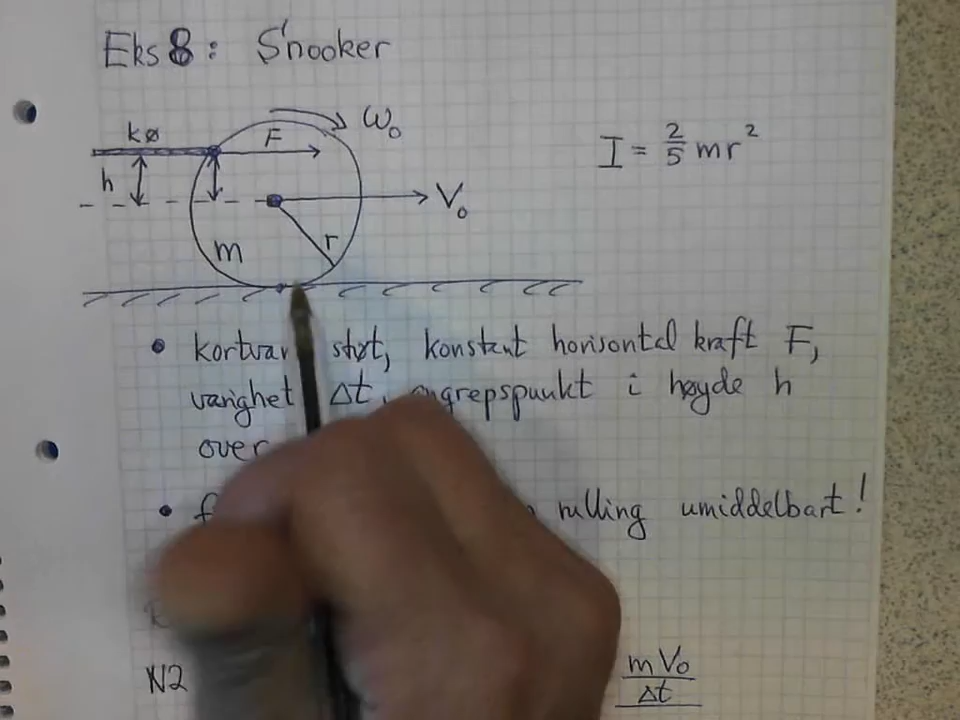 Eks 8: Snooker
kø
F
ω₀
I = 2/5 mr²
h
V₀
m
r
støt, konstant horisontal kraft F,
varighet Δt, angrepspunkt i høyde h
over
rulling umiddelbart!
N2
mV₀/Δt